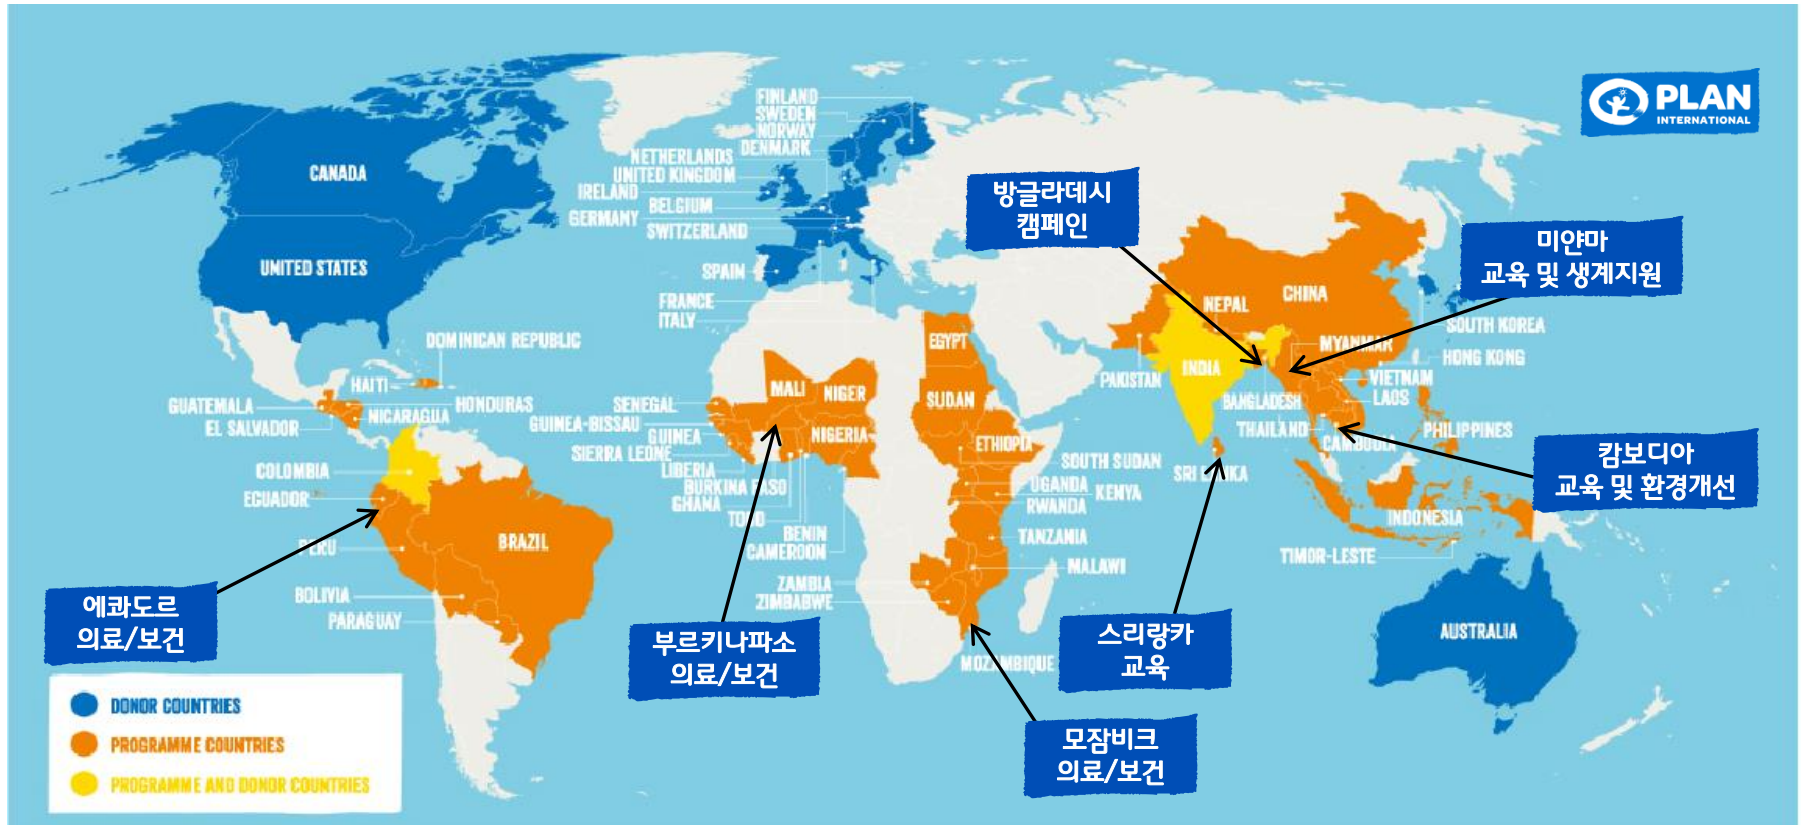 PLAN
INTERNATIONAL
FINLAND
SWEDEN
NORWAY
DENMARK
NETHERLANDS
UNITED KINGDOM
IRELAND
BELGIUM
GERMANY
SWITZERLAND
SPAIN
FRANCE
ITALY
CANADA
UNITED STATES
방글라데시
캠페인
미얀마
교육 및 생계지원
NEPAL
CHINA
SOUTH KOREA
MYANMAR
HONG KONG
INDIA
PAKISTAN
VIETNAM
LAOS
BANGLADESH
THAILAND
CAMBODIA
PHILIPPINES
SRI LANKA
INDONESIA
TIMOR-LESTE
캄보디아
교육 및 환경개선
DOMINICAN REPUBLIC
HAITI
GUATEMALA
HONDURAS
NICARAGUA
EL SALVADOR
COLOMBIA
ECUADOR
PERU
BRAZIL
BOLIVIA
PARAGUAY
EGYPT
MALI
NIGER
SUDAN
SENEGAL
GUINEA-BISSAU
GUINEA
NIGERIA
ETHIOPIA
SIERRA LEONE
LIBERIA
BURKINA FASO
GHANA
TOGO
BENIN
CAMEROON
SOUTH SUDAN
UGANDA
KENYA
RWANDA
TANZANIA
MALAWI
ZAMBIA
ZIMBABWE
MOZAMBIQUE
AUSTRALIA
에콰도르
의료/보건
부르키나파소
의료/보건
스리랑카
교육
모잠비크
의료/보건
DONOR COUNTRIES
PROGRAMME COUNTRIES
PROGRAMME AND DONOR COUNTRIES